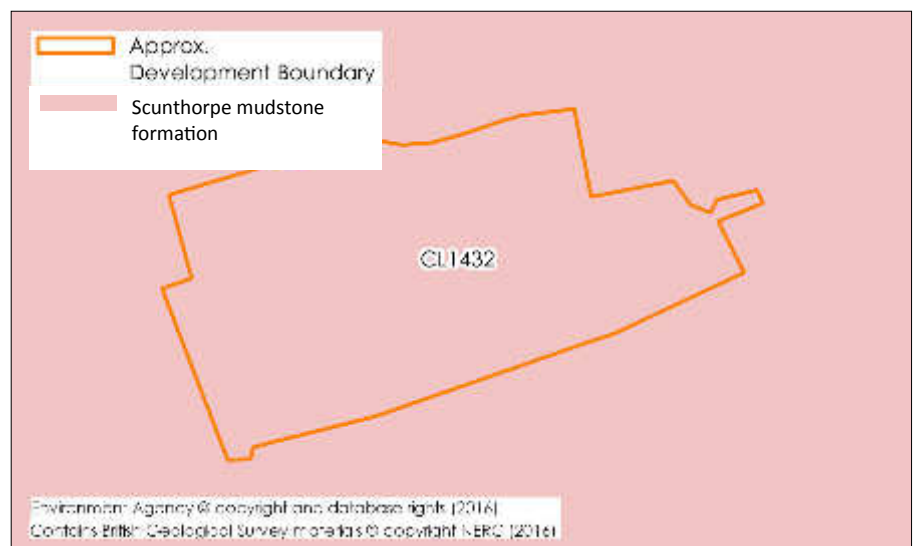 Approx.
Development Boundary
Scunthorpe mudstone
formation
CL1432
Environment Agency © copyright and database rights (2016)
Contains British Geological Survey materials © copyright NERC (2016)